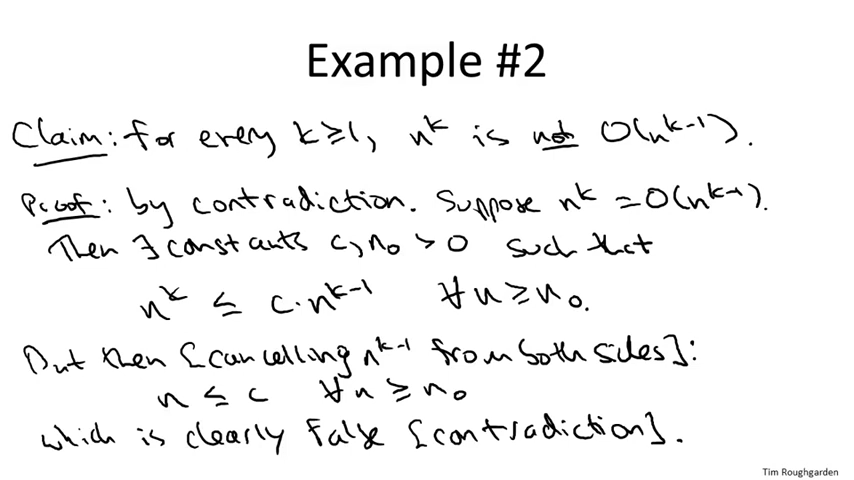 Example #2
Claim: for every k ≥ 1, n^k is not O(n^{k-1}).
Proof: by contradiction. Suppose n^k = O(n^{k-1}).
Then ∃ constants c, n₀ > 0 such that
n^k ≤ c·n^{k-1} ∀n ≥ n₀.
But then [cancelling n^{k-1} from both sides]:
n ≤ c ∀n ≥ n₀
which is clearly False [contradiction].
Tim Roughgarden